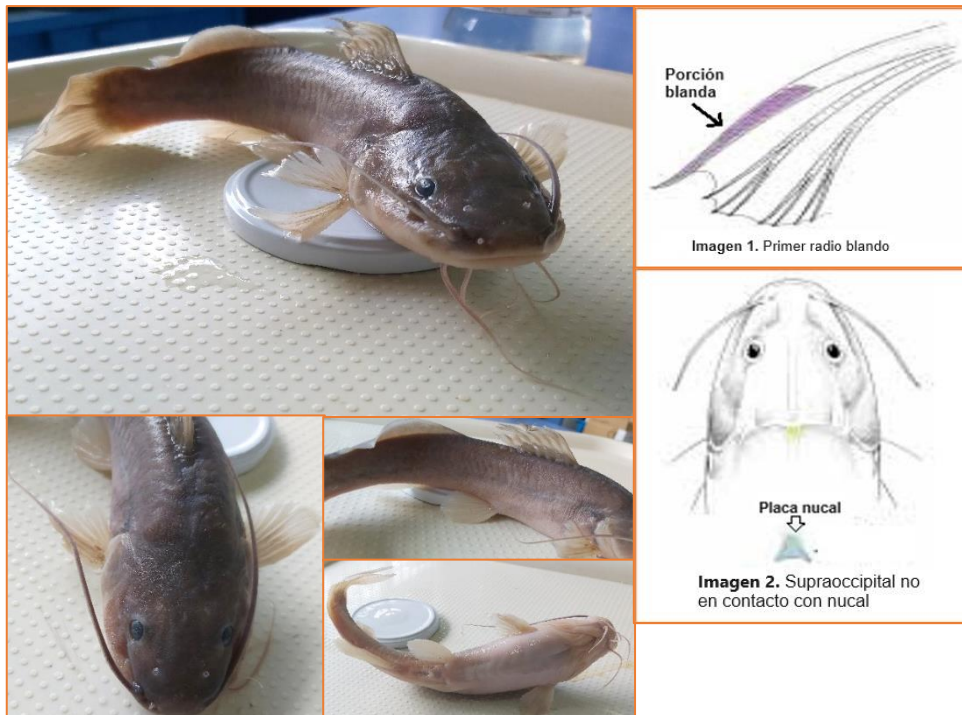 Porción
blanda
Imagen 1. Primer radio blando
Placa nucal
Imagen 2. Supraoccipital no
en contacto con nucal